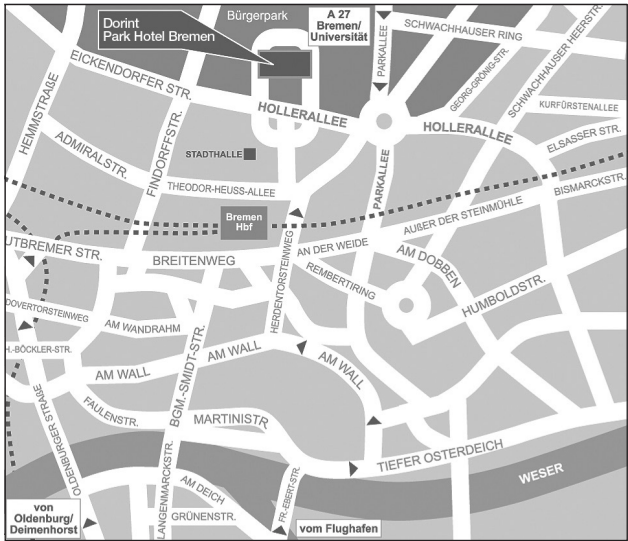 Dorint
Park Hotel Bremen
Bürgerpark
A 27
Bremen/
Universität
SCHWACHHAUSER RING
PARKALLEE
GEORG-GRÖNIG-STR.
SCHWACHHAUSER HEERSTR.
KURFÜRSTENALLEE
EICKENDORFER STR.
HOLLERALLEE
HOLLERALLEE
ELSASSER STR.
HEMMSTRAßE
ADMIRALSTR.
FINDORFFSTR.
STADTHALLE
THEODOR-HEUSS-ALLEE
PARKALLEE
BISMARCKSTR.
Bremen
Hbf
AUßER DER STEINMÜHLE
UTBREMER STR.
BREITENWEG
HERDENTORSTEINWEG
AN DER WEIDE
REMBERTIRING
AM DOBBEN
HUMBOLDSTR.
DOVERTORSTEINWEG
AM WANDRAHM
H.-BÖCKLER-STR.
AM WALL
AM WALL
AM WALL
BGM.-SMIDT-STR.
FAULENSTR.
MARTINISTR
OLDENBURGER STRAßE
TIEFER OSTERDEICH
WESER
LANGENMARCKSTR.
AM DEICH
GRÜNENSTR.
FR.-EBERT-STR.
von
Oldenburg/
Deimenhorst
vom Flughafen